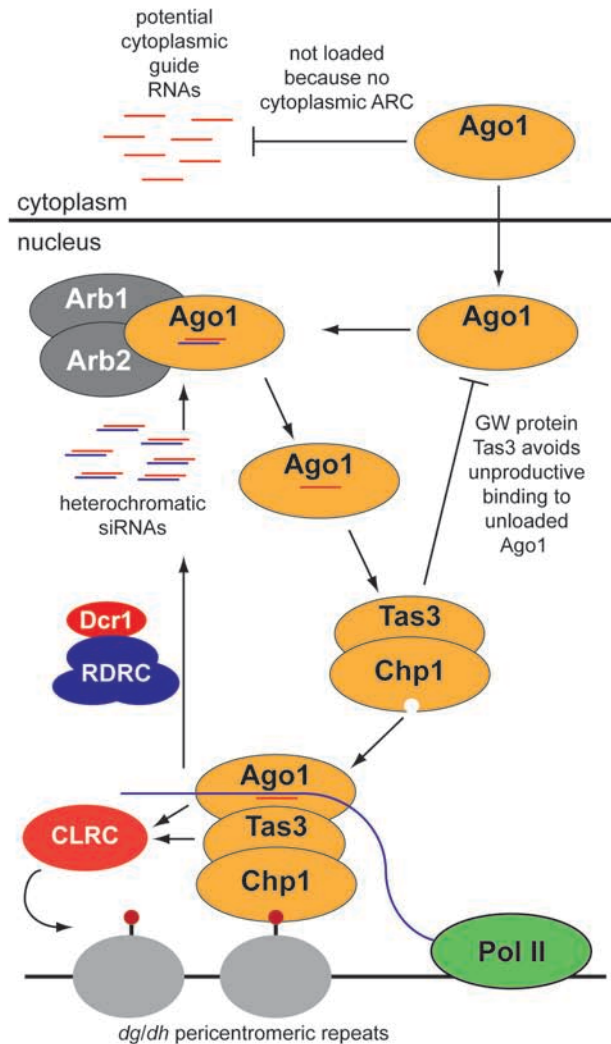 potential
cytoplasmic
guide
RNAs
not loaded
because no
cytoplasmic ARC
Ago1
cytoplasm
nucleus
Arb1
Arb2
Ago1
Ago1
heterochromatic
siRNAs
Ago1
GW protein
Tas3 avoids
unproductive
binding to
unloaded
Ago1
Dcr1
RDRC
Tas3
Chp1
Ago1
Tas3
Chp1
CLRC
Pol II
dg/dh pericentromeric repeats